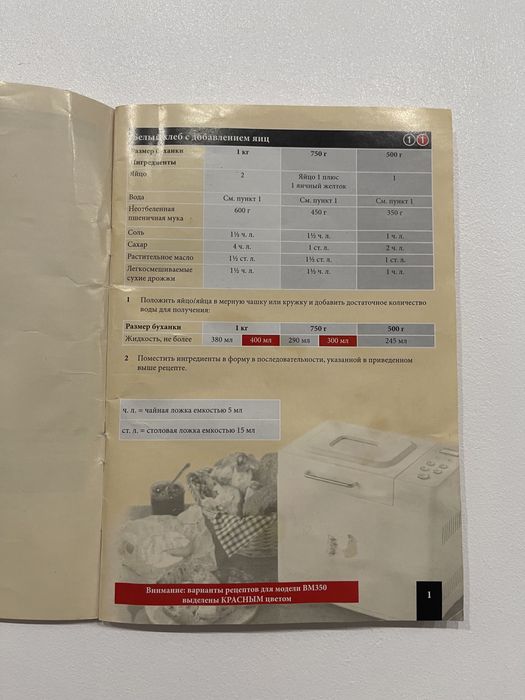 Белый хлеб с добавлением яиц 1 1
Размер буханки 1 кг 750 г 500 г
Ингредиенты
Яйцо 2 Яйцо 1 плюс 1
1 яичный желток
Вода См. пункт 1 См. пункт 1 См. пункт 1
Неотбеленная 600 г 450 г 350 г
пшеничная мука
Соль 1½ ч. л. 1½ ч. л. 1 ч. л.
Сахар 4 ч. л. 1 ст. л. 2 ч. л.
Растительное масло 1½ ст. л. 1½ ст. л. 1 ст. л.
Легкосмешиваемые 1½ ч. л. 1½ ч. л. 1 ч. л.
сухие дрожжи
1 Положить яйцо/яйца в мерную чашку или кружку и добавить достаточное количество
воды для получения:
Размер буханки 1 кг 750 г 500 г
Жидкость, не более 380 мл 400 мл 290 мл 300 мл 245 мл
2 Поместить ингредиенты в форму в последовательности, указанной в приведенном
выше рецепте.
ч. л. = чайная ложка емкостью 5 мл
ст. л. = столовая ложка емкостью 15 мл
Внимание: варианты рецептов для модели BM350
выделены КРАСНЫМ цветом
1